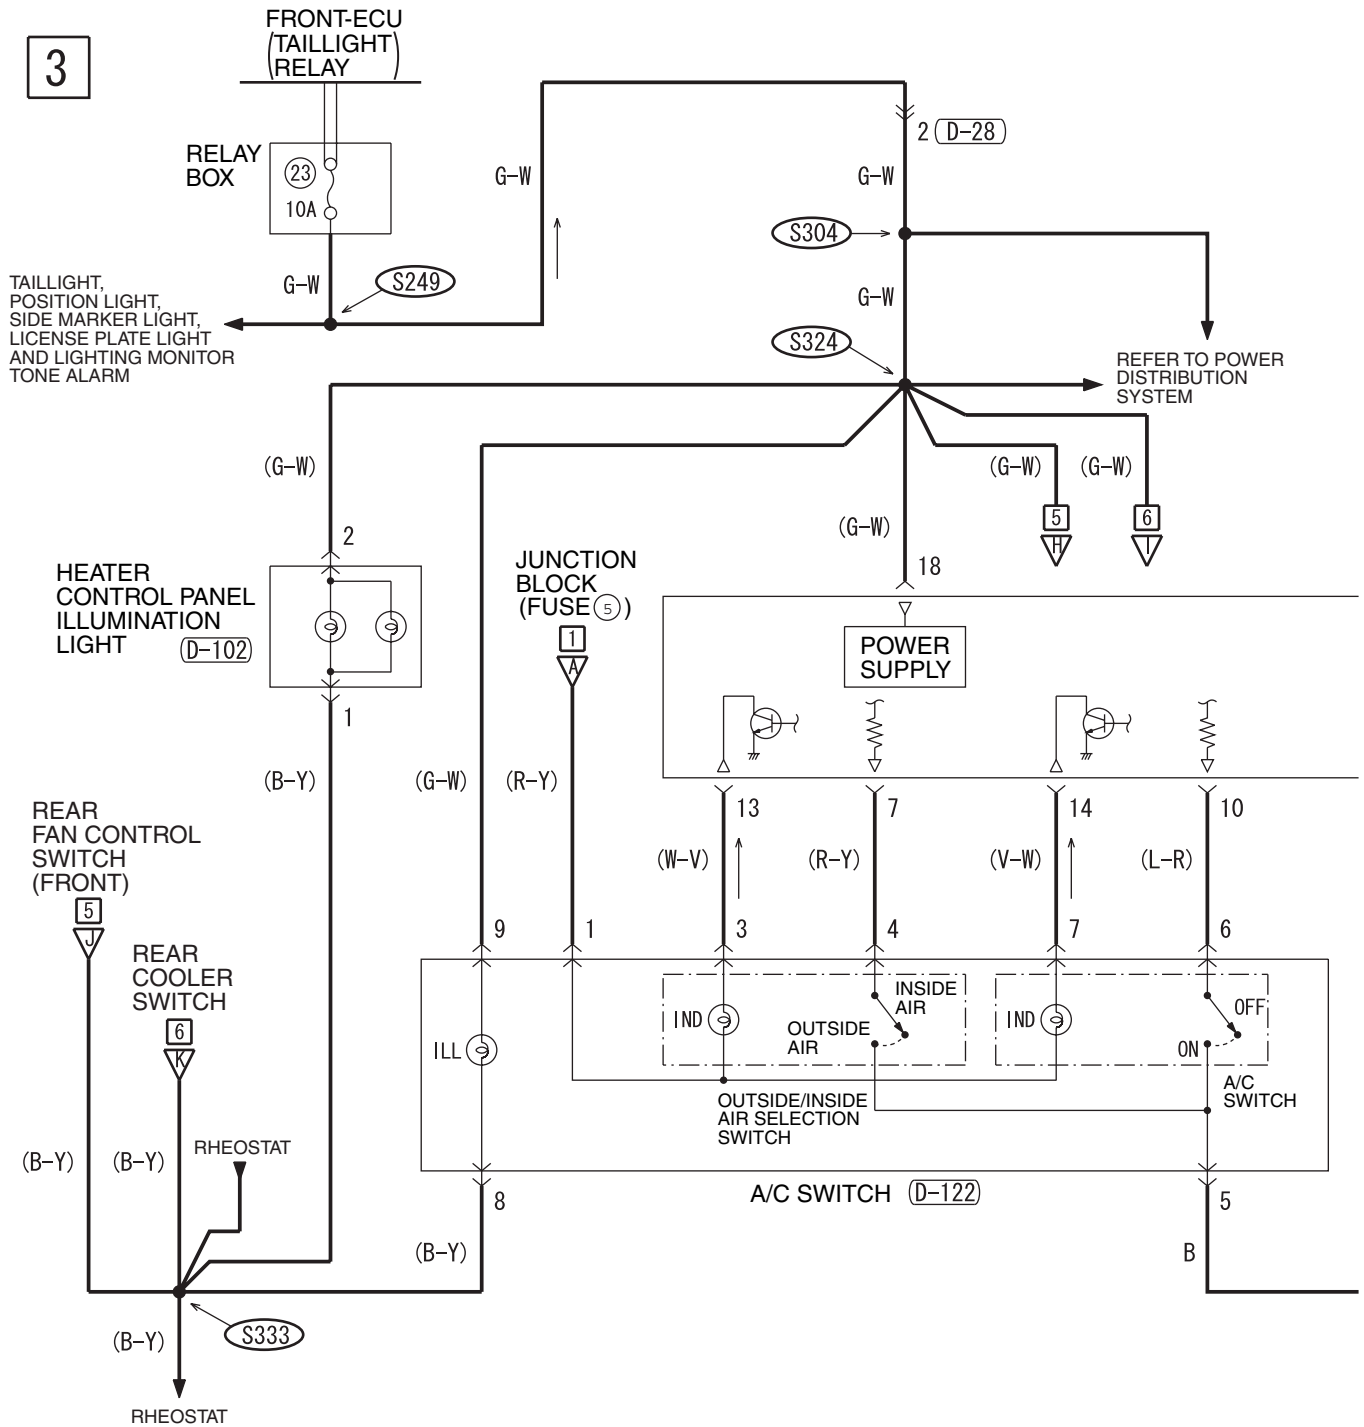 3
FRONT-ECU
(TAILLIGHT
RELAY)
RELAY
BOX
23
10A
G-W
S249
TAILLIGHT,
POSITION LIGHT,
SIDE MARKER LIGHT,
LICENSE PLATE LIGHT
AND LIGHTING MONITOR
TONE ALARM
G-W
2 D-28
G-W
S304
G-W
S324
REFER TO POWER
DISTRIBUTION
SYSTEM
(G-W)
(G-W)
(G-W)
(G-W)
5
H
6
I
2
18
HEATER
CONTROL PANEL
ILLUMINATION
LIGHT
D-102
1
JUNCTION
BLOCK
(FUSE 5)
1
A
POWER
SUPPLY
(B-Y)
(G-W)
(R-Y)
13
7
14
10
(W-V)
(R-Y)
(V-W)
(L-R)
REAR
FAN CONTROL
SWITCH
(FRONT)
5
J
REAR
COOLER
SWITCH
6
K
9
1
3
4
7
6
ILL
IND
INSIDE
AIR
OUTSIDE
AIR
IND
OFF
ON
A/C
SWITCH
OUTSIDE/INSIDE
AIR SELECTION
SWITCH
(B-Y)
(B-Y)
RHEOSTAT
A/C SWITCH D-122
8
5
(B-Y)
B
S333
(B-Y)
RHEOSTAT